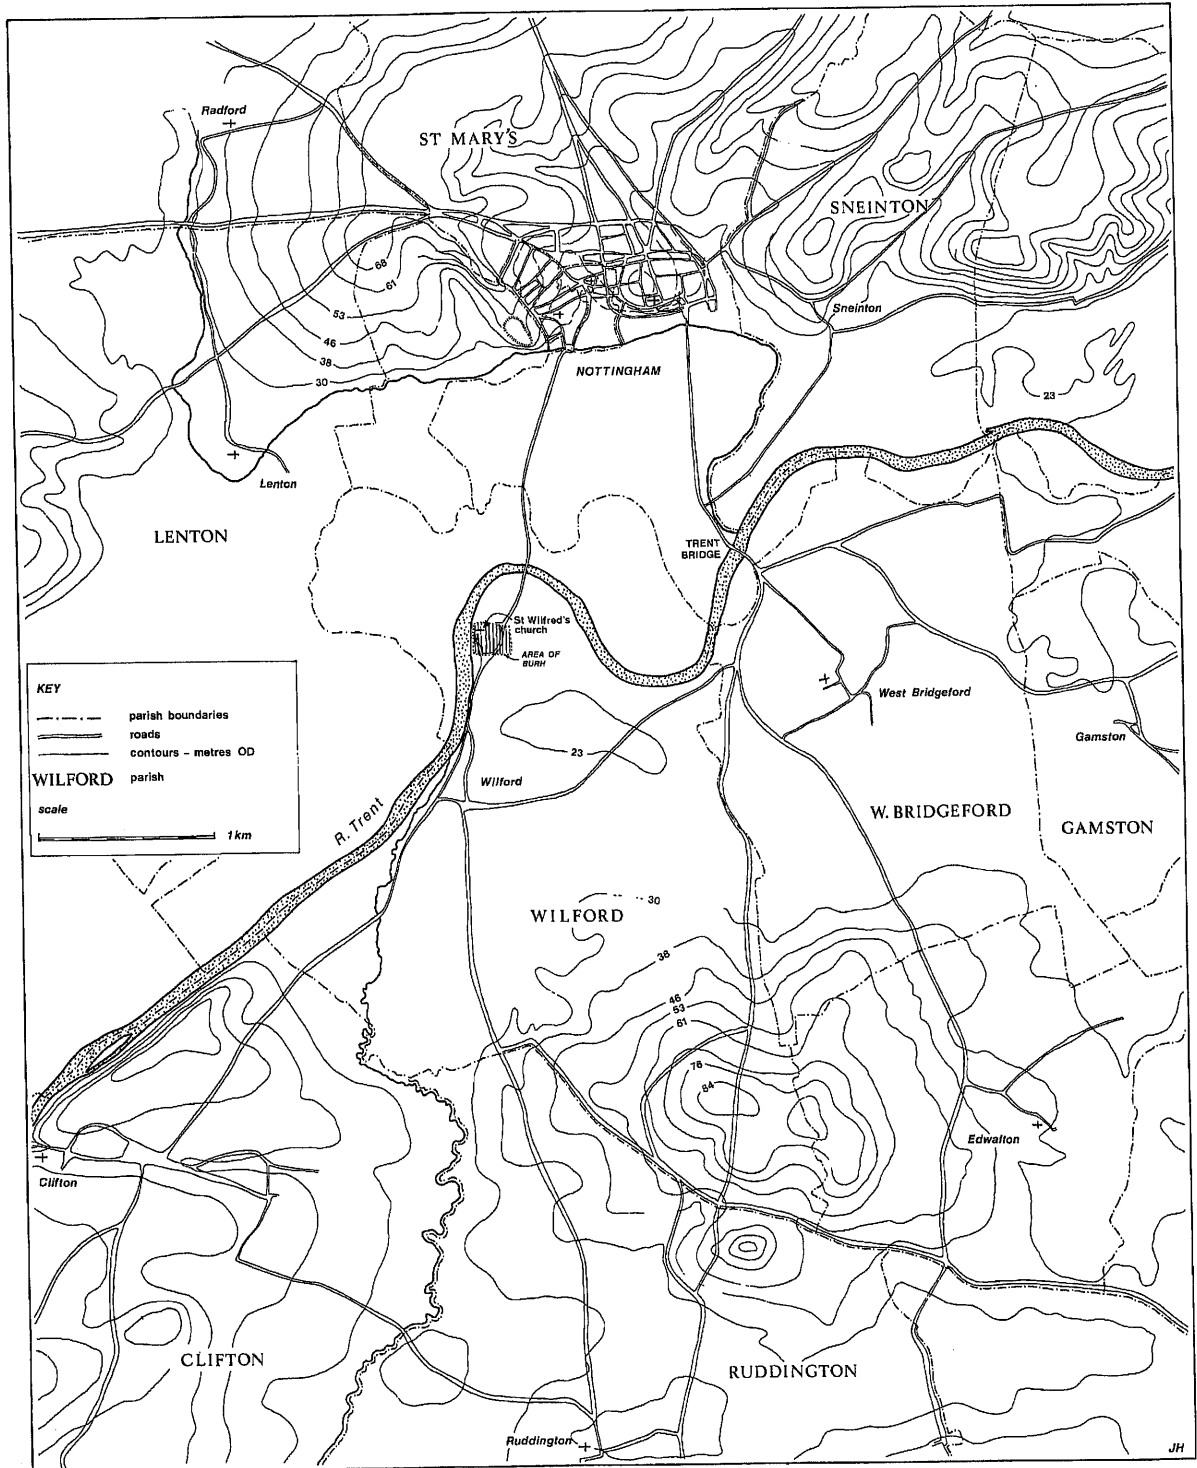 Radford
ST MARY'S
SNEINTON
68
61
53
46
38
30
Sneinton
NOTTINGHAM
23
Lenton
LENTON
TRENT
BRIDGE
St Wilfred's
church
AREA OF
BURH
KEY
parish boundaries
roads
contours – metres OD
WILFORD parish
scale
1km
West Bridgeford
Gamston
23
Wilford
R. Trent
W. BRIDGEFORD
GAMSTON
WILFORD
30
38
46
53
61
76
84
Edwalton
Clifton
CLIFTON
RUDDINGTON
Ruddington
JH